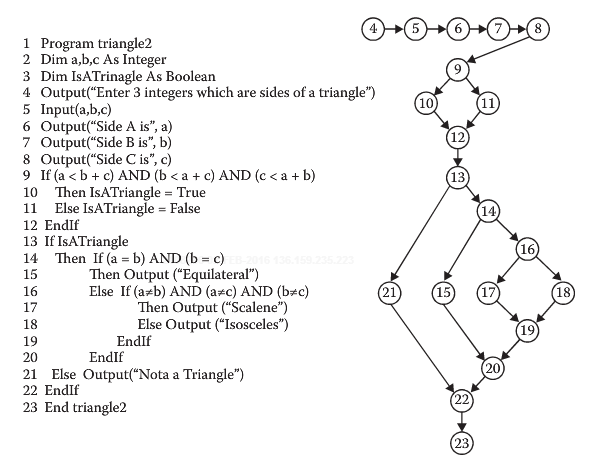 1 Program triangle2
2 Dim a,b,c As Integer
3 Dim IsATrinagle As Boolean
4 Output("Enter 3 integers which are sides of a triangle")
5 Input(a,b,c)
6 Output("Side A is", a)
7 Output("Side B is", b)
8 Output("Side C is", c)
9 If (a < b + c) AND (b < a + c) AND (c < a + b)
10 Then IsATriangle = True
11 Else IsATriangle = False
12 EndIf
13 If IsATriangle
14 Then If (a = b) AND (b = c)
15 Then Output ("Equilateral")
16 Else If (a≠b) AND (a≠c) AND (b≠c)
17 Then Output ("Scalene")
18 Else Output ("Isosceles")
19 EndIf
20 EndIf
21 Else Output("Nota a Triangle")
22 EndIf
23 End triangle2
4 5 6 7 8
9
10 11
12
13
14
16
21 15 17 18
19
20
22
23